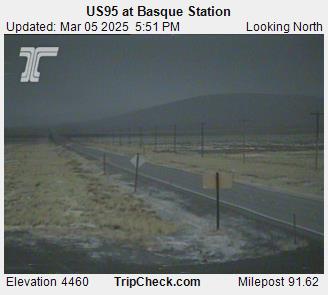 US95 at Basque Station
Updated: Mar 05 2025 5:51 PM Looking North
Elevation 4460 TripCheck.com Milepost 91.62